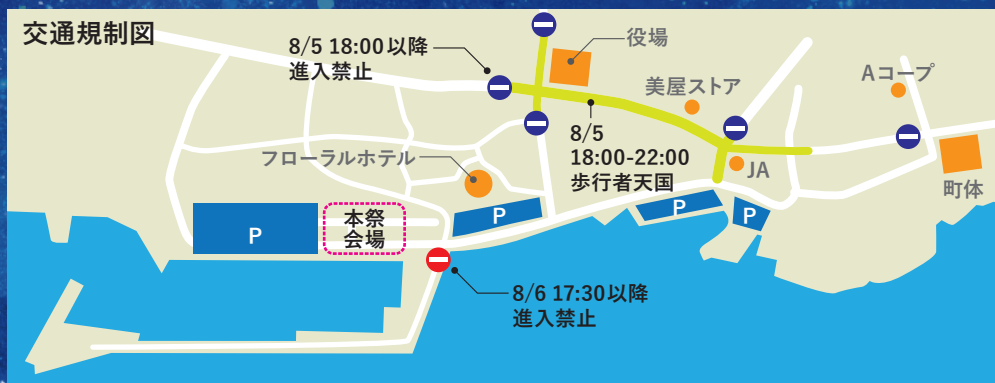 交通規制図
8/5 18:00以降
進入禁止
役場
美屋ストア
Aコープ
8/5
18:00-22:00
歩行者天国
フローラルホテル
JA
町体
P
本祭
会場
P
P
P
8/6 17:30以降
進入禁止